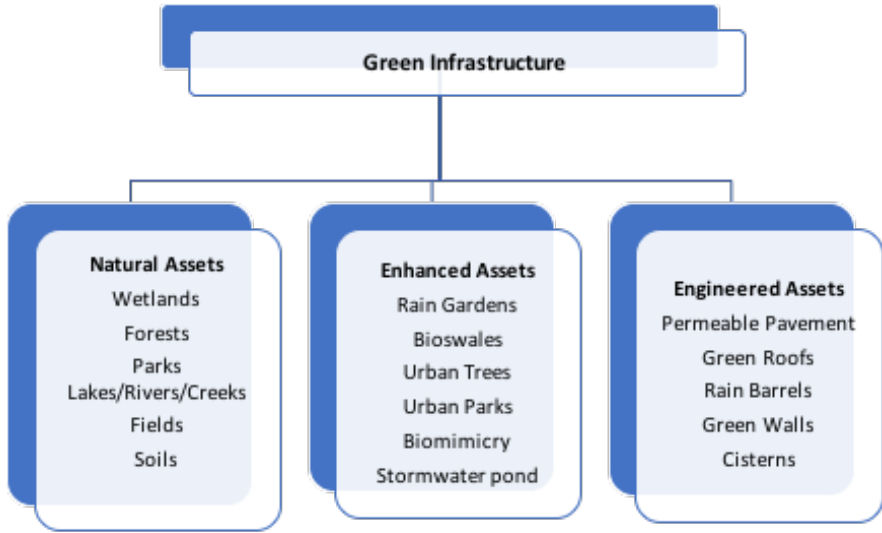 Green Infrastructure
Natural Assets
Wetlands
Forests
Parks
Lakes/Rivers/Creeks
Fields
Soils
Enhanced Assets
Rain Gardens
Bioswales
Urban Trees
Urban Parks
Biomimicry
Stormwater pond
Engineered Assets
Permeable Pavement
Green Roofs
Rain Barrels
Green Walls
Cisterns